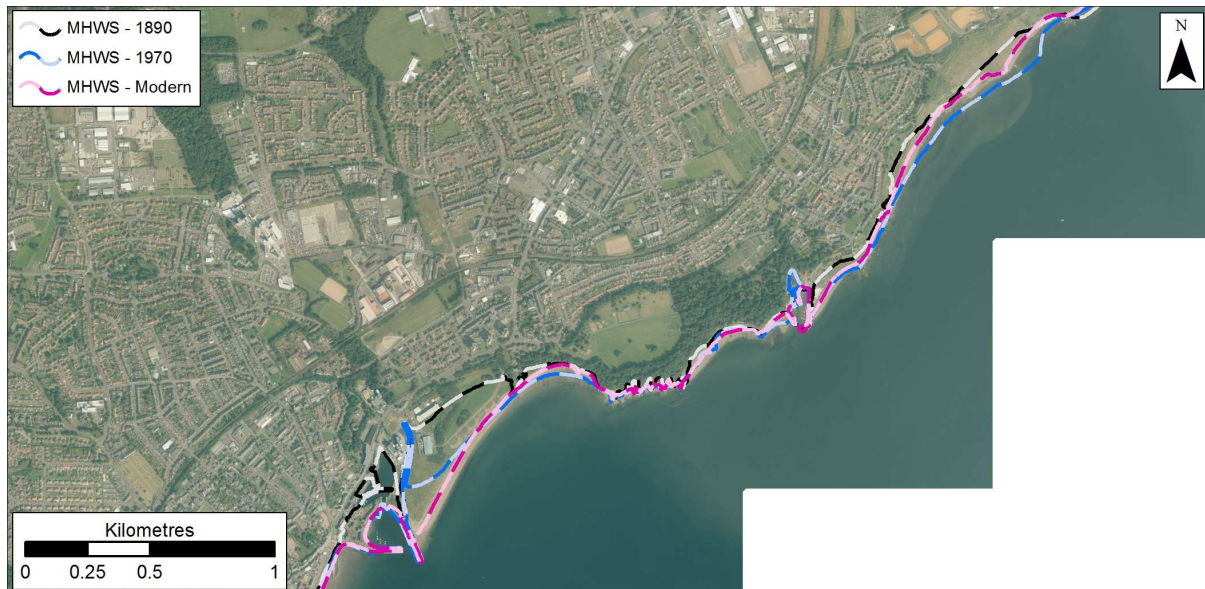 MHWS - 1890
MHWS - 1970
MHWS - Modern
N
Kilometres
0 0.25 0.5 1